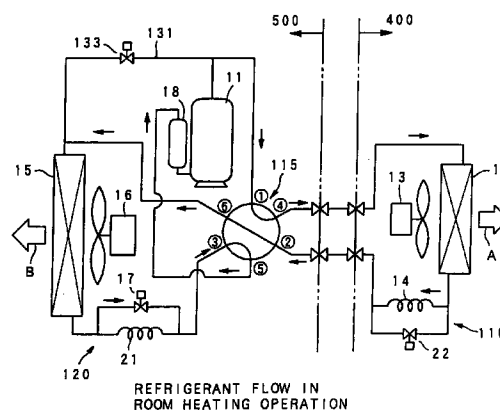 500 400
133 131
18 11
115
15 16 ① ④ 13 1
⑥
B ③ ② A
17 ⑤ 14
21
120 22 110
REFRIGERANT FLOW IN
ROOM HEATING OPERATION